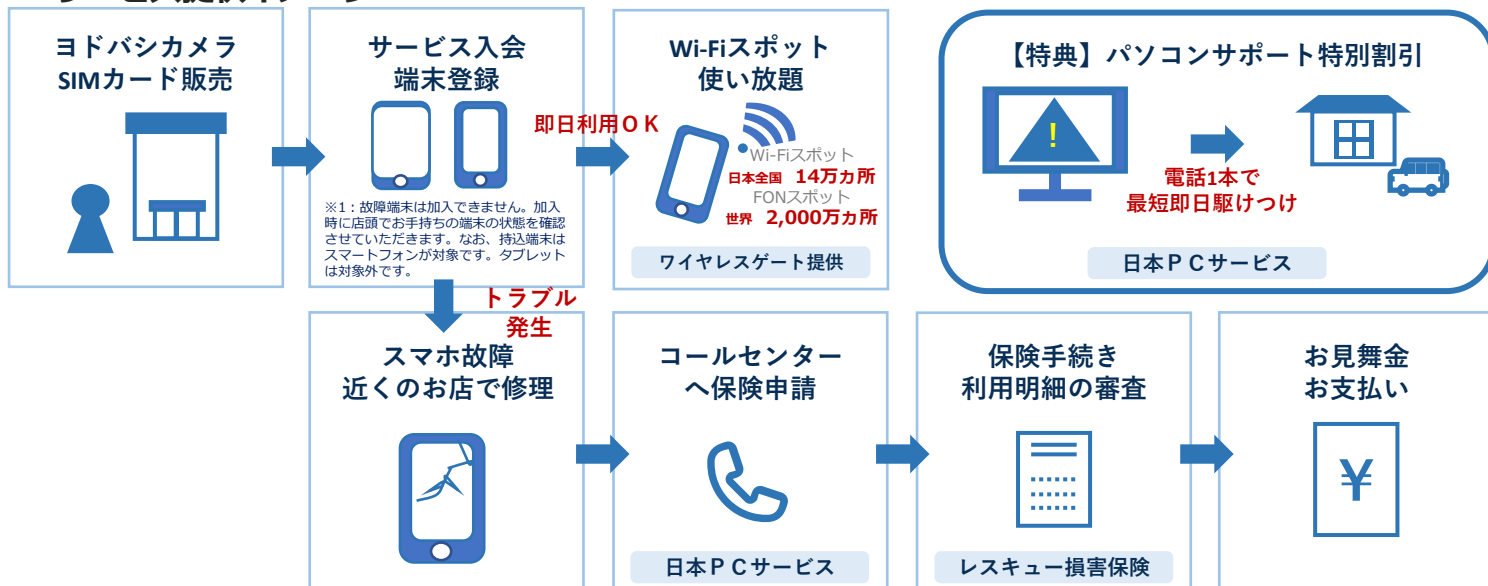 ヨドバシカメラ
SIMカード販売
サービス入会
端末登録
※1：故障端末は加入できません。加入
時に店頭でお手持ちの端末の状態を確認
させていただきます。なお、持込端末は
スマートフォンが対象です。タブレット
は対象外です。
即日利用ＯＫ
Wi-Fiスポット
使い放題
Wi-Fiスポット
日本全国 14万カ所
FONスポット
世界 2,000万カ所
ワイヤレスゲート提供
【特典】パソコンサポート特別割引
!
電話1本で
最短即日駆けつけ
日本ＰＣサービス
トラブル
発生
スマホ故障
近くのお店で修理
コールセンター
へ保険申請
日本ＰＣサービス
保険手続き
利用明細の審査
レスキュー損害保険
お見舞金
お支払い
¥